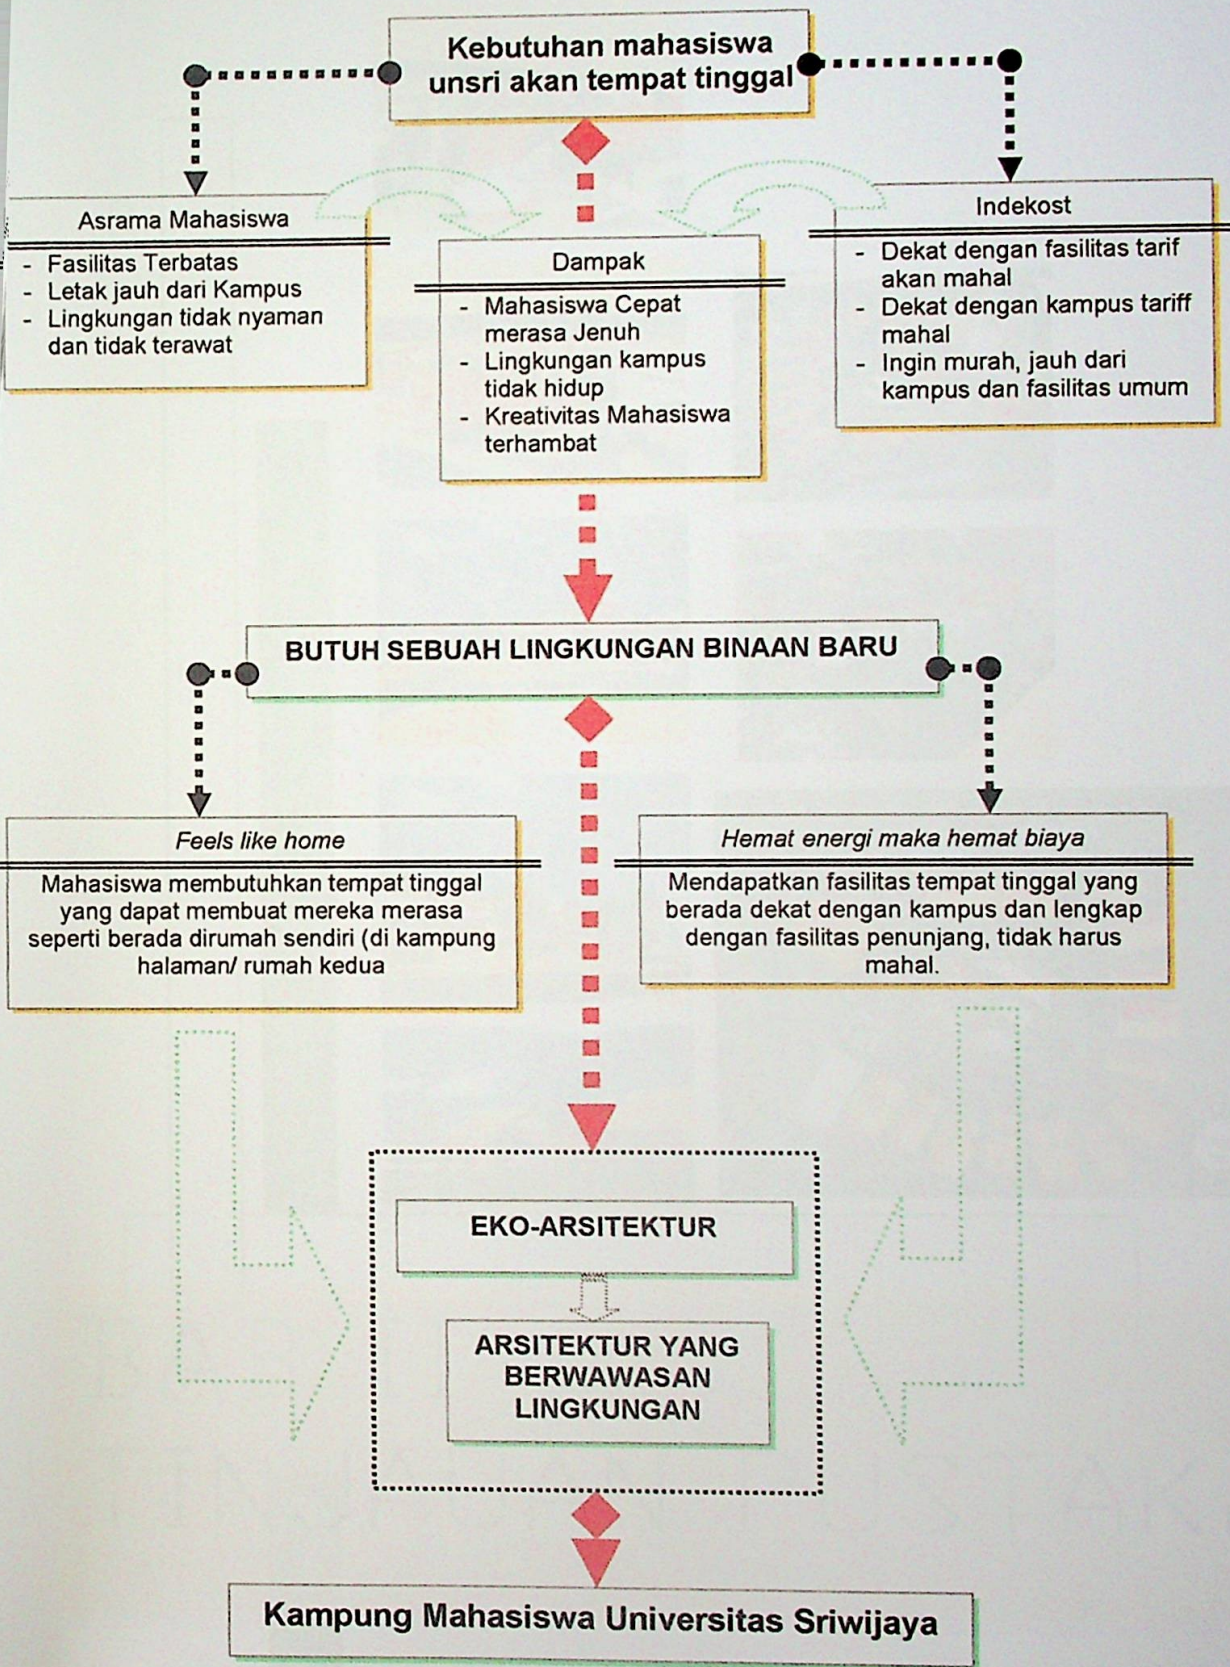 Kebutuhan mahasiswa
unsri akan tempat tinggal
Asrama Mahasiswa
- Fasilitas Terbatas
- Letak jauh dari Kampus
- Lingkungan tidak nyaman
dan tidak terawat
Dampak
- Mahasiswa Cepat
merasa Jenuh
- Lingkungan kampus
tidak hidup
- Kreativitas Mahasiswa
terhambat
Indekost
- Dekat dengan fasilitas tarif
akan mahal
- Dekat dengan kampus tariff
mahal
- Ingin murah, jauh dari
kampus dan fasilitas umum
BUTUH SEBUAH LINGKUNGAN BINAAN BARU
Feels like home
Mahasiswa membutuhkan tempat tinggal
yang dapat membuat mereka merasa
seperti berada dirumah sendiri (di kampung
halaman/ rumah kedua
Hemat energi maka hemat biaya
Mendapatkan fasilitas tempat tinggal yang
berada dekat dengan kampus dan lengkap
dengan fasilitas penunjang, tidak harus
mahal.
EKO-ARSITEKTUR
ARSITEKTUR YANG
BERWAWASAN
LINGKUNGAN
Kampung Mahasiswa Universitas Sriwijaya